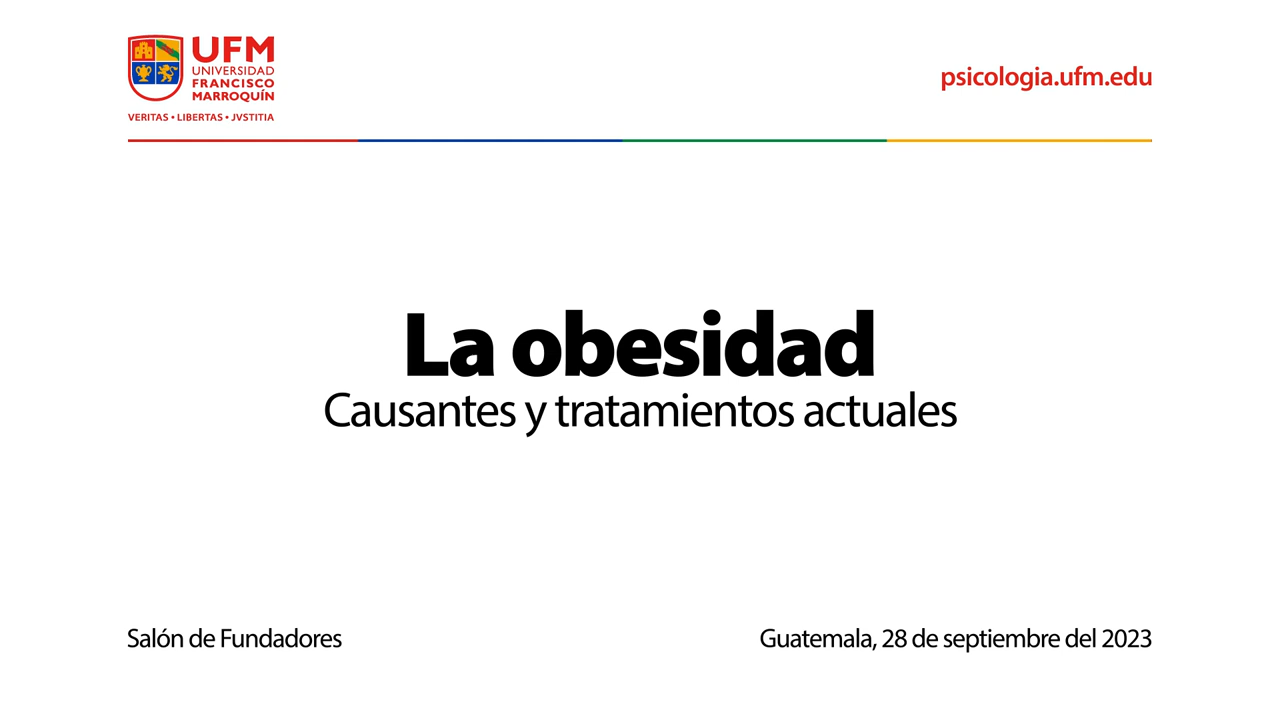 UFM
UNIVERSIDAD
FRANCISCO
MARROQUÍN
VERITAS • LIBERTAS • JVSTITIA
psicologia.ufm.edu
La obesidad
Causantes y tratamientos actuales
Salón de Fundadores
Guatemala, 28 de septiembre del 2023